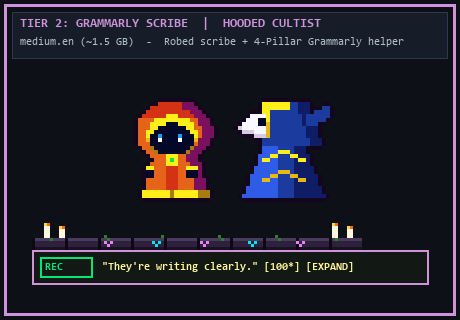 TIER 2: GRAMMARLY SCRIBE | HOODED CULTIST
medium.en (~1.5 GB) - Robed scribe + 4-Pillar Grammarly helper
REC "They're writing clearly." [100*] [EXPAND]